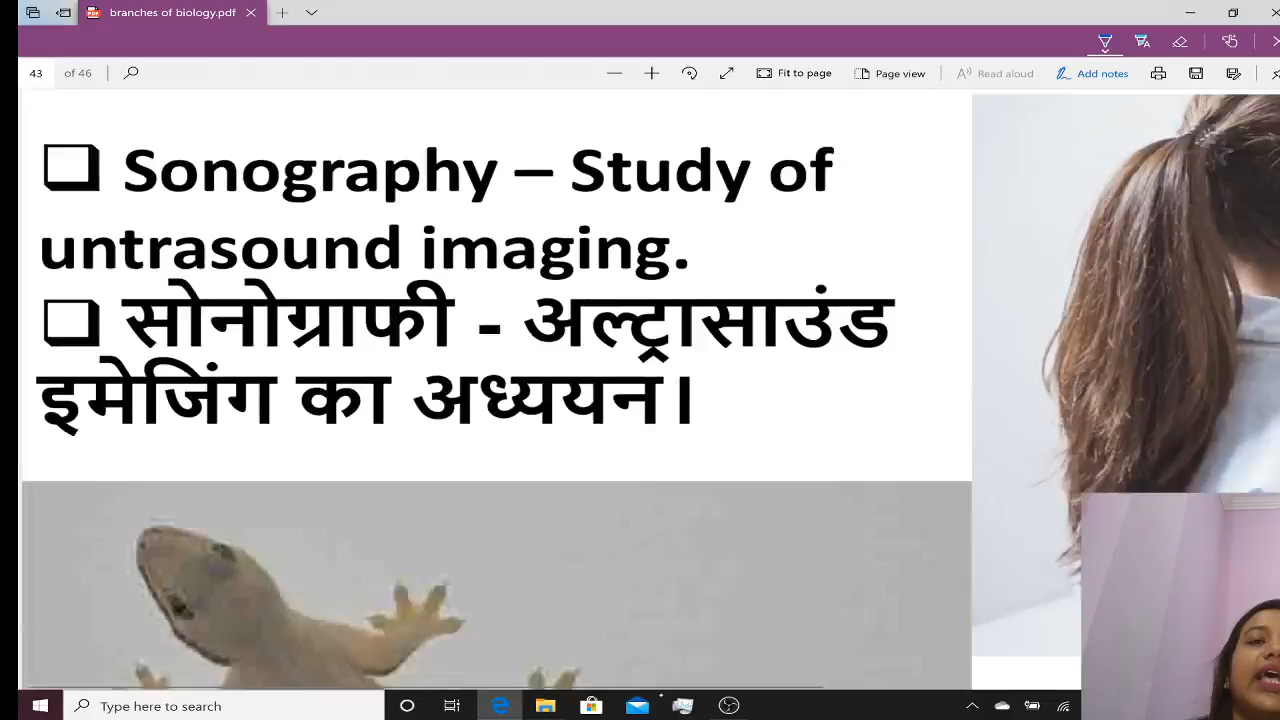 branches of biology.pdf
43 of 46
Fit to page
Page view
Read aloud
Add notes
Sonography – Study of
untrasound imaging.
सोनोग्राफी - अल्ट्रासाउंड
इमेजिंग का अध्ययन।
Type here to search